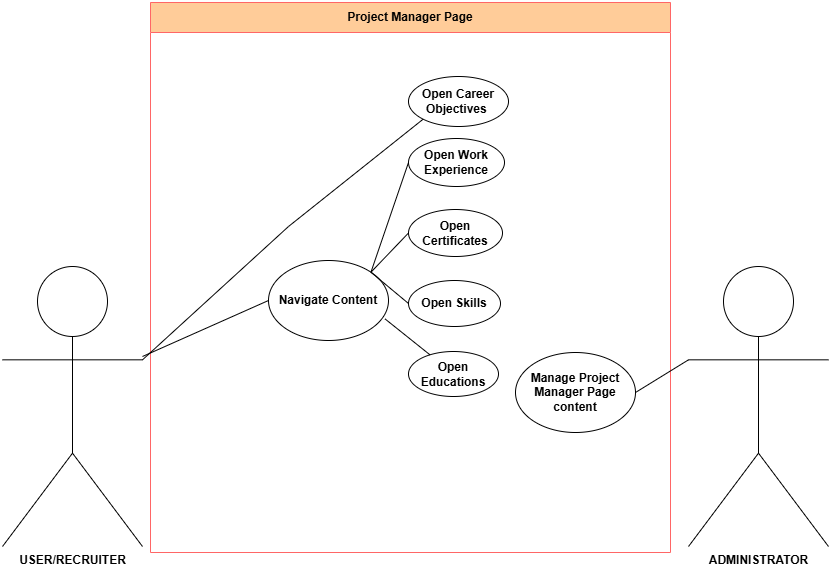 Project Manager Page
Open Career
Objectives
Open Work
Experience
Open
Certificates
Navigate Content
Open Skills
Open
Educations
Manage Project
Manager Page
content
USER/RECRUITER
ADMINISTRATOR